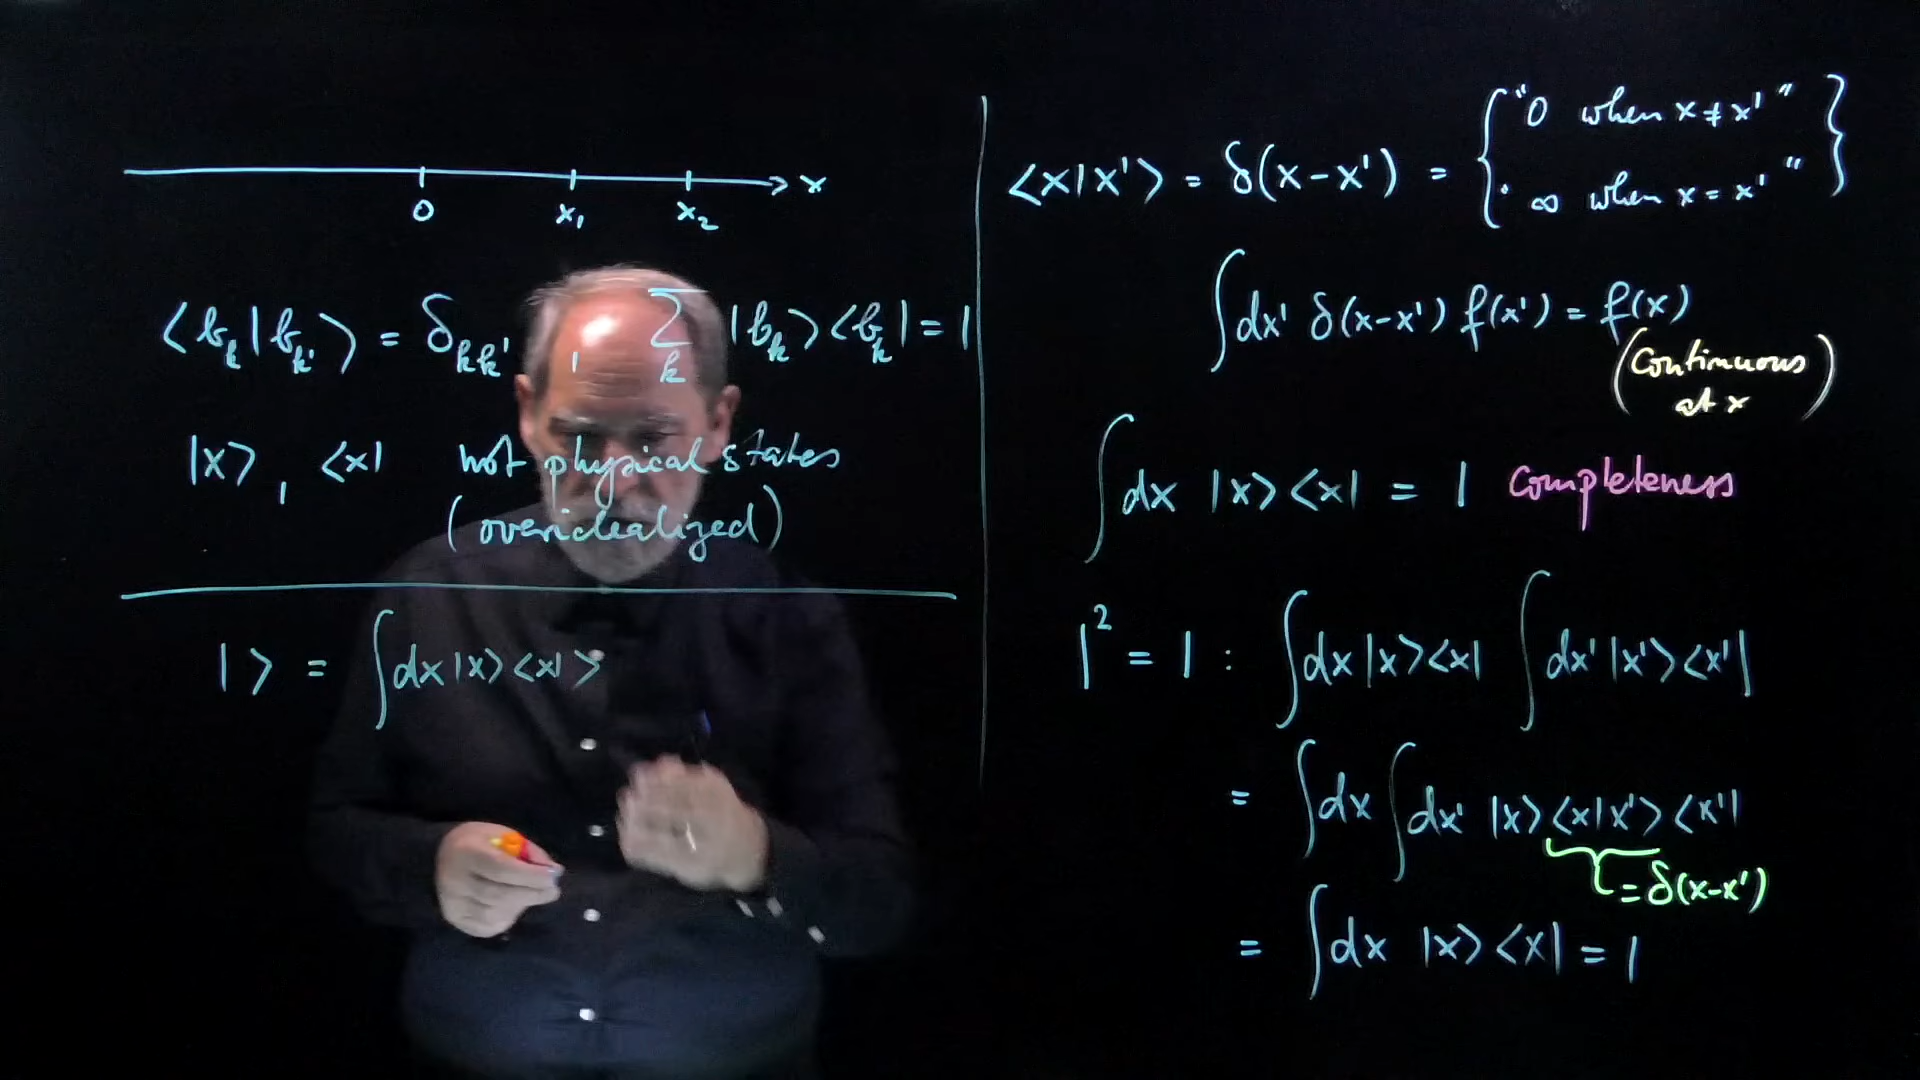 x
0 x₁ x₂
⟨b_k|b_k'⟩ = δ_kk' , ∑_k |b_k⟩⟨b_k| = 1
|x⟩ , ⟨x| not physical states
(overidealized)
| ⟩ = ∫dx|x⟩⟨x| ⟩
⟨x|x'⟩ = δ(x-x') = { "0 when x ≠ x' "
" ∞ when x = x' " }
∫dx' δ(x-x') f(x') = f(x)
(continuous
at x)
∫dx |x⟩⟨x| = 1 completeness
1² = 1 : ∫dx|x⟩⟨x| ∫dx'|x'⟩⟨x'|
= ∫dx ∫dx' |x⟩⟨x|x'⟩⟨x'|
= δ(x-x')
= ∫dx |x⟩⟨x| = 1